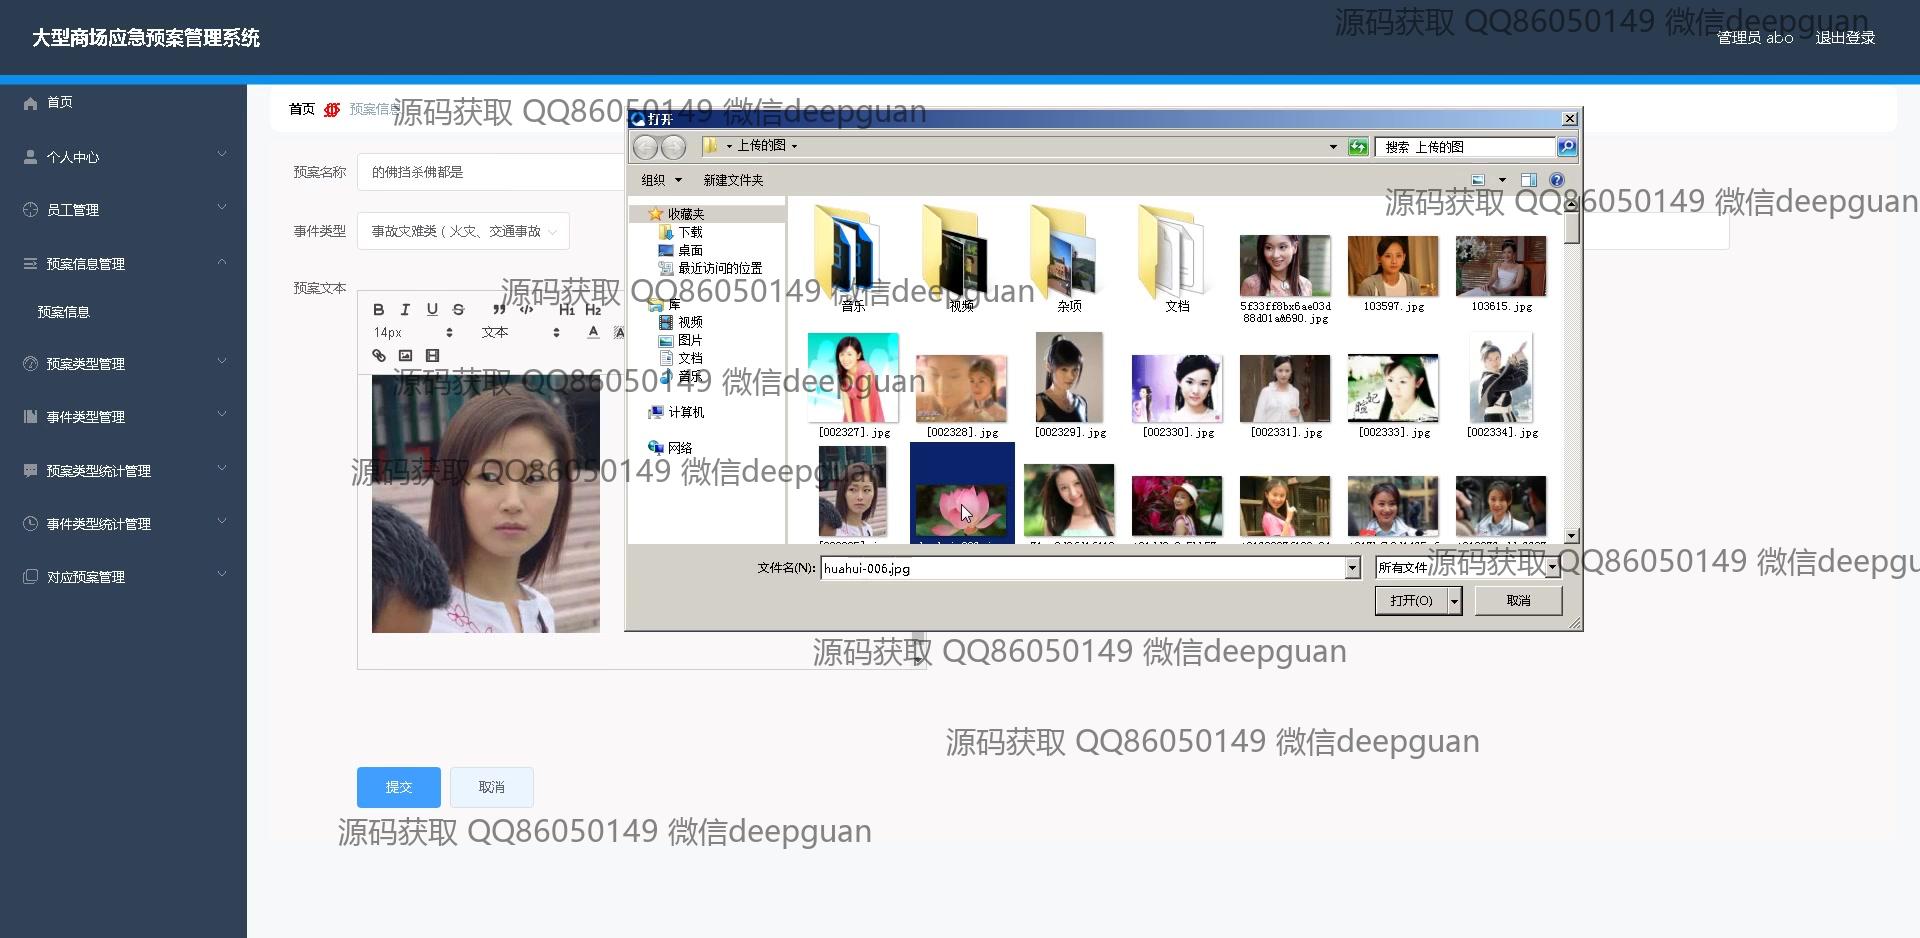 大型商场应急预案管理系统
源码获取 QQ86050149 微信deepguan
管理员 abo 退出登录
首页
个人中心
员工管理
预案信息管理
预案信息
预案类型管理
事件类型管理
预案类型统计管理
事件类型统计管理
对应预案管理
首页 预案信息
源码获取 QQ86050149 微信deepguan
预案名称 的佛挡杀佛都是
事件类型 事故灾难类（火灾、交通事故
预案文本
B I U S H1 H2
14px 文本 A A
打开
上传的图
搜索 上传的图
组织 新建文件夹
源码获取 QQ86050149 微信deepguan
收藏夹
下载
桌面
最近访问的位置
库
视频
图片
文档
音乐
计算机
网络
源码获取 QQ86050149 微信deepguan
音乐 视频 杂项 文档
5f33ff8bx6ae03d
88d01a&690.jpg
103597.jpg 103615.jpg
源码获取 QQ86050149 微信deepguan
[002327].jpg [002328].jpg [002329].jpg [002330].jpg [002331].jpg [002333].jpg [002334].jpg
源码获取 QQ86050149 微信deepguan
文件名(N): huahui-006.jpg
所有文件
源码获取 QQ86050149 微信deepgu
打开(O) 取消
源码获取 QQ86050149 微信deepguan
源码获取 QQ86050149 微信deepguan
提交 取消
源码获取 QQ86050149 微信deepguan